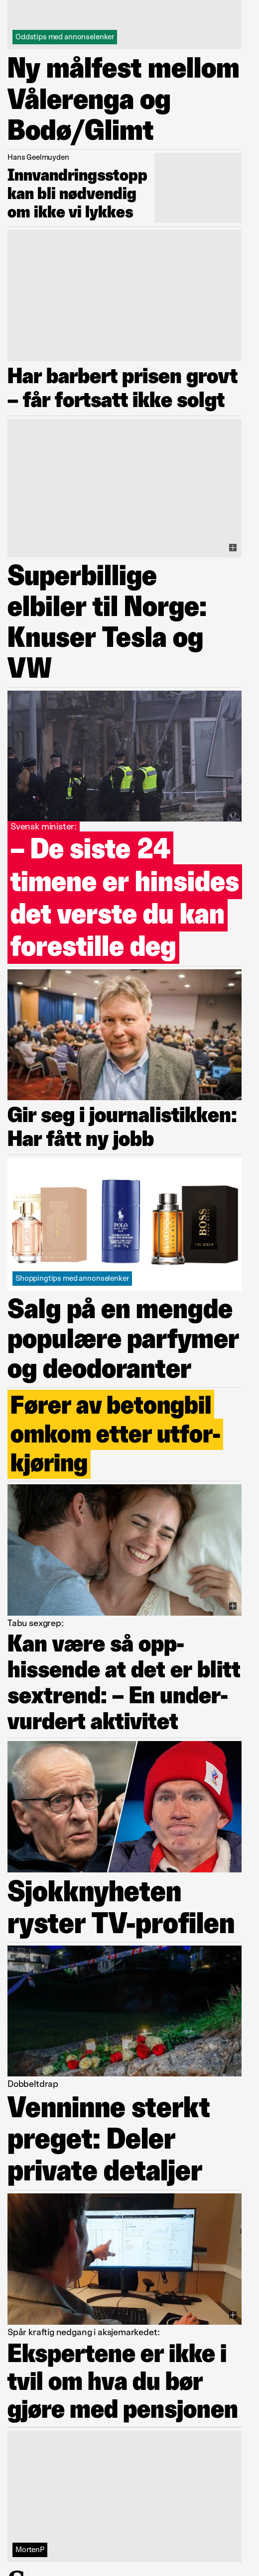 Oddstips med annonselenker
Ny målfest mellom
Vålerenga og
Bodø/Glimt
Hans Geelmuyden
Innvandringsstopp
kan bli nødvendig
om ikke vi lykkes
Har barbert prisen grovt
– får fortsatt ikke solgt
Superbillige
elbiler til Norge:
Knuser Tesla og
VW
Svensk minister:
– De siste 24
timene er hinsides
det verste du kan
forestille deg
Gir seg i journalistikken:
Har fått ny jobb
POLO
BOSS
BOSS
Shoppingtips med annonselenker
Salg på en mengde
populære parfymer
og deodoranter
Fører av betongbil
omkom etter utfor-
kjøring
Tabu sexgrep:
Kan være så opp-
hissende at det er blitt
sextrend: – En under-
vurdert aktivitet
Sjokknyheten
ryster TV-profilen
Dobbeltdrap
Venninne sterkt
preget: Deler
private detaljer
Spår kraftig nedgang i aksjemarkedet:
Ekspertene er ikke i
tvil om hva du bør
gjøre med pensjonen
MortenP